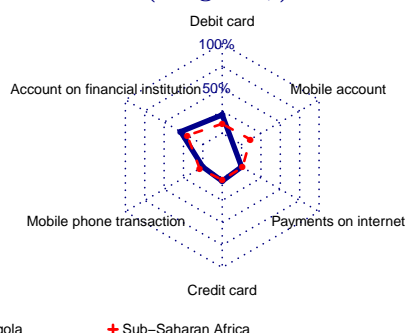 Debit card
100%
Account on financial institution
50%
Mobile account
Mobile phone transaction
Payments on internet
Credit card
Sub−Saharan Africa